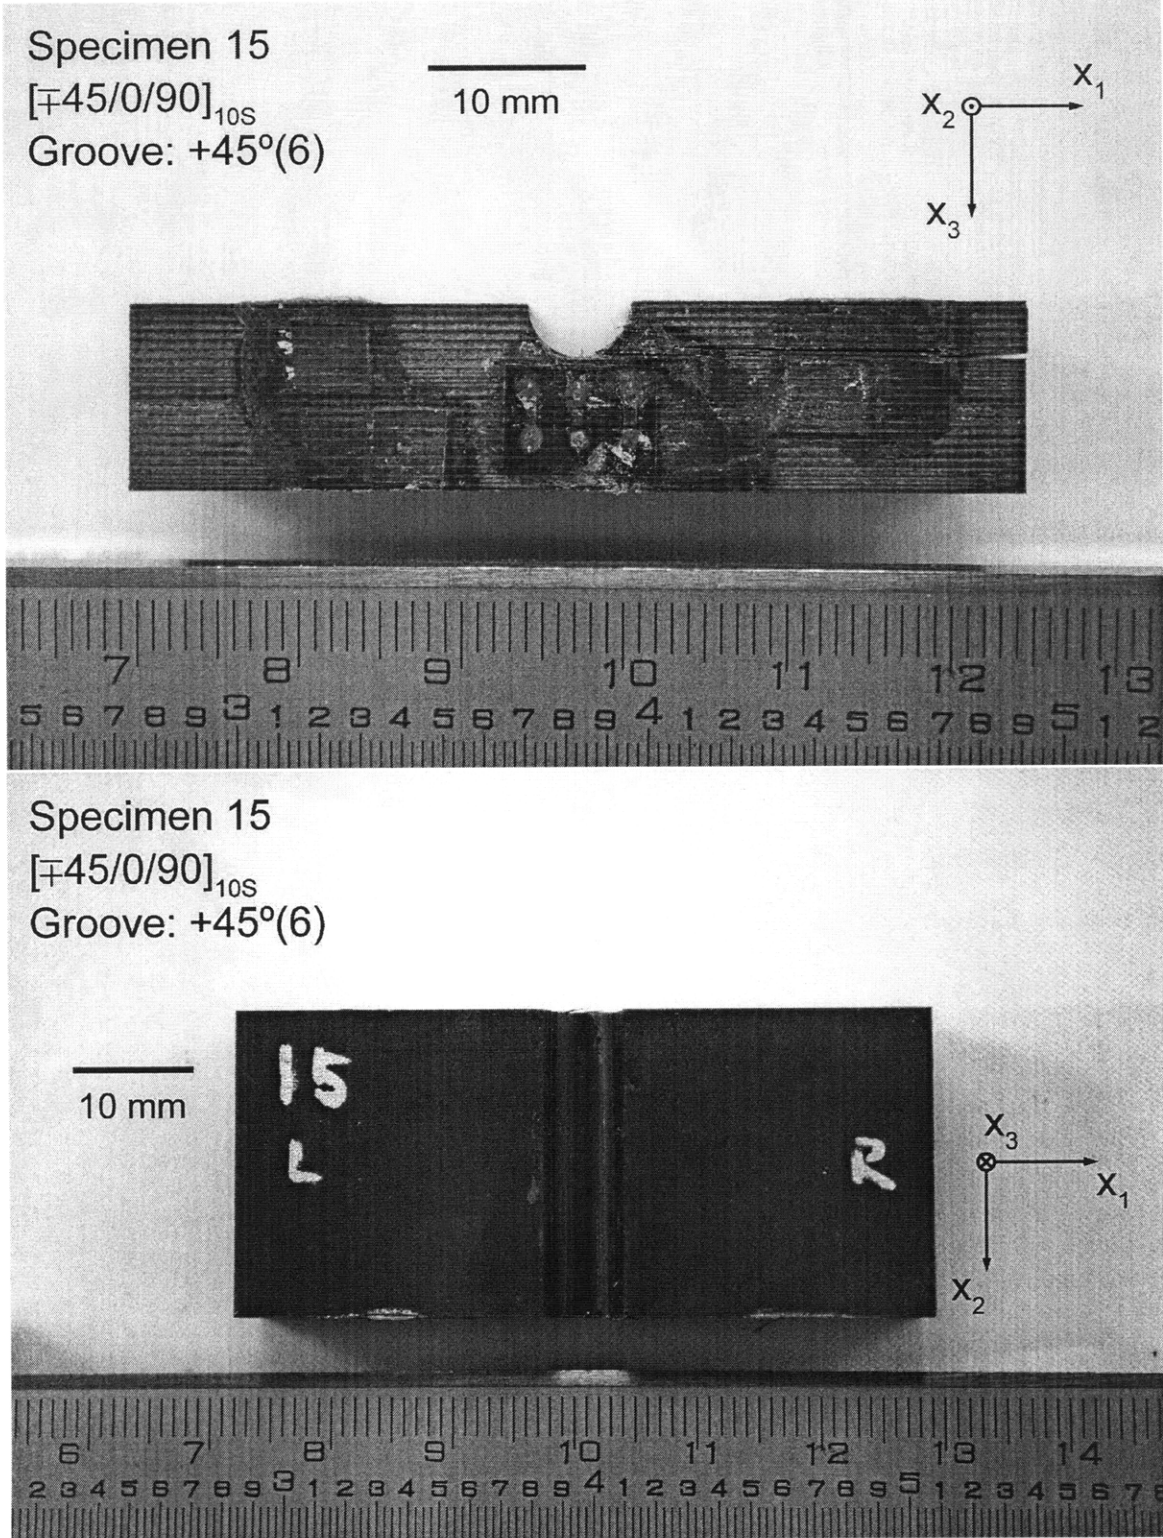 Specimen 15
[∓45/0/90]10S
Groove: +45º(6)
10 mm
X1
X2
X3
7 8 9 10 11 12 13
5 6 7 8 9 3 1 2 3 4 5 6 7 8 9 4 1 2 3 4 5 6 7 8 9 5 1 2
Specimen 15
[∓45/0/90]10S
Groove: +45º(6)
15
10 mm
L
R
X3
X1
X2
6 7 8 9 10 11 12 13 14
2 3 4 5 6 7 8 9 3 1 2 3 4 5 6 7 8 9 4 1 2 3 4 5 6 7 8 9 5 1 2 3 4 5 6 7